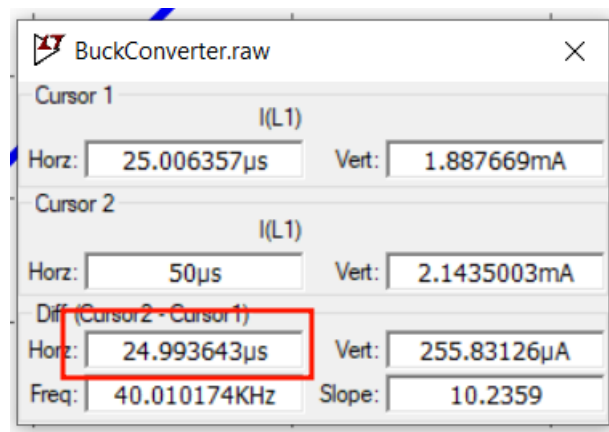 BuckConverter.raw
Cursor 1
I(L1)
Horz: 25.006357µs Vert: 1.887669mA
Cursor 2
I(L1)
Horz: 50µs Vert: 2.1435003mA
Diff (Cursor2 - Cursor1)
Horz: 24.993643µs Vert: 255.83126µA
Freq: 40.010174KHz Slope: 10.2359